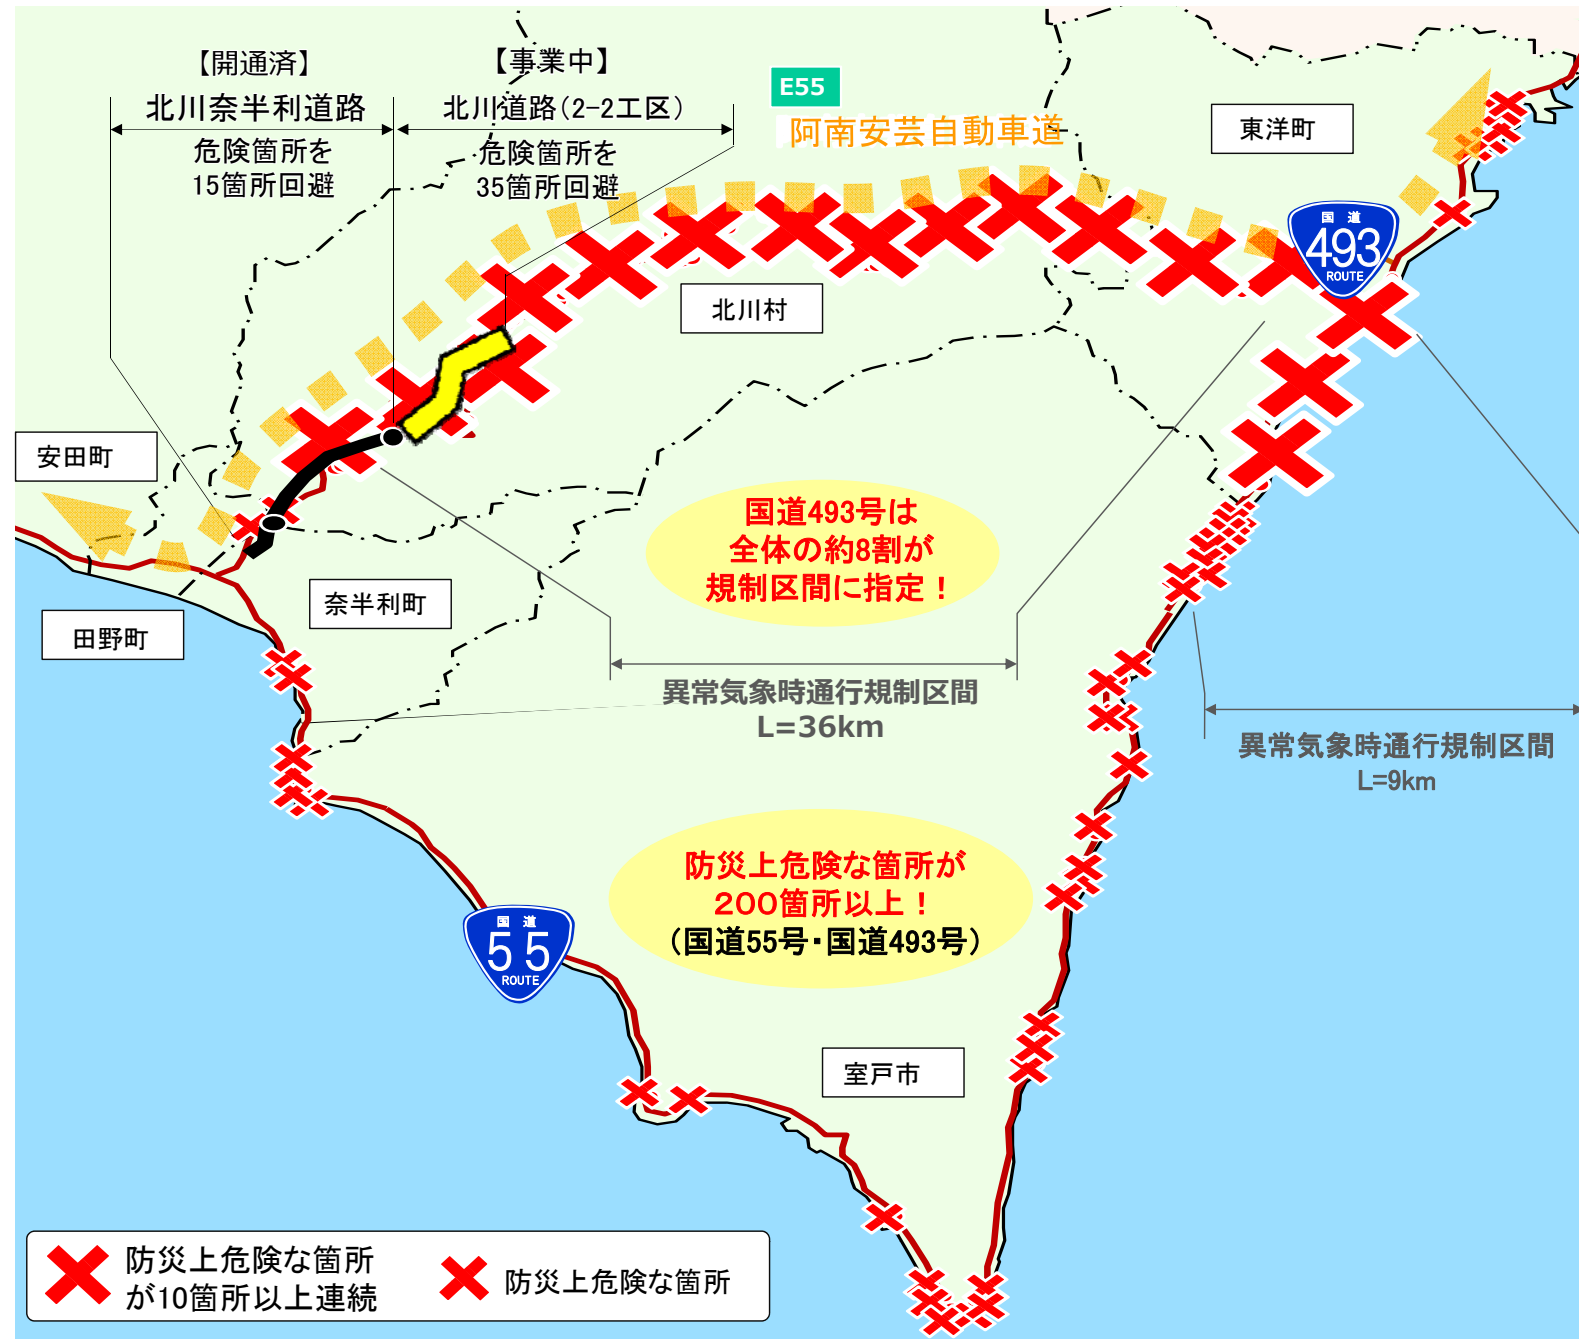 【開通済】
北川奈半利道路
危険箇所を
15箇所回避
【事業中】
北川道路(2-2工区)
危険箇所を
35箇所回避
E55
阿南安芸自動車道
東洋町
国道
493
ROUTE
北川村
安田町
田野町
奈半利町
国道493号は
全体の約8割が
規制区間に指定！
異常気象時通行規制区間
L=36km
異常気象時通行規制区間
L=9km
防災上危険な箇所が
200箇所以上！
（国道55号・国道493号）
国道
55
ROUTE
室戸市
防災上危険な箇所
が10箇所以上連続
防災上危険な箇所